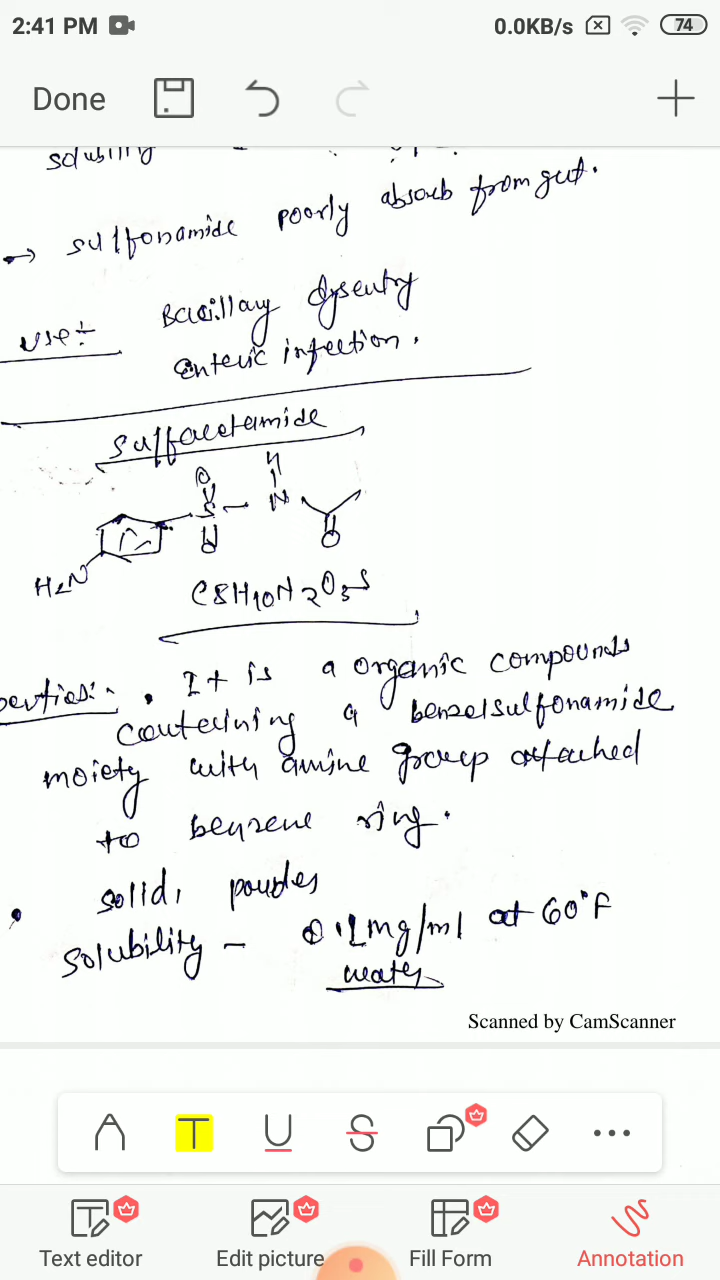 2:41 PM 0.0KB/s 74
Done
→ sulfonamide poorly absorb from gut.
use:- Bacillary dysentry
enteric infection.
sulfacetamide
O H
S N
H2N O O
C8H10N2O3S
perties:- • It is a organic compounds
containing a benzelsulfonamide
moiety with amine group attached
to benzene ring.
• solid, powder
solubility - 0.1mg/ml at 60°F
water
Scanned by CamScanner
T U S
Text editor Edit picture Fill Form Annotation